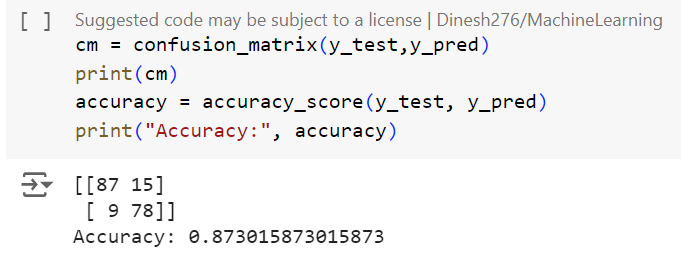 [ ] Suggested code may be subject to a license | Dinesh276/MachineLearning
cm = confusion_matrix(y_test,y_pred)
print(cm)
accuracy = accuracy_score(y_test, y_pred)
print("Accuracy:", accuracy)
[[87 15]
 [ 9 78]]
Accuracy: 0.873015873015873